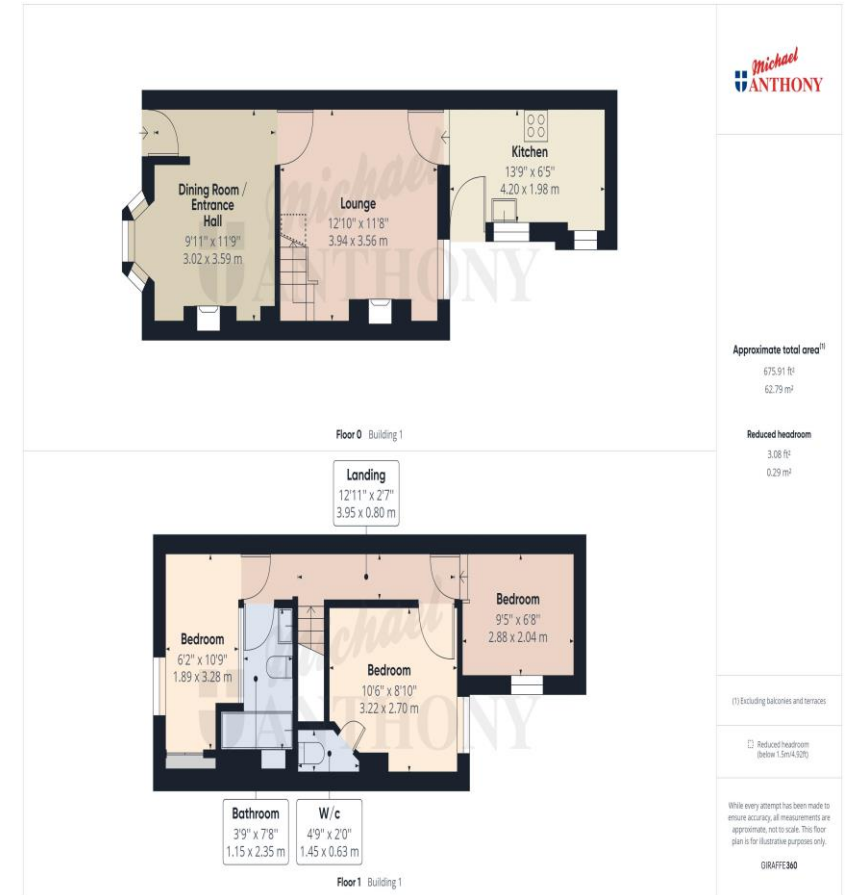 Michael
ANTHONY
Dining Room /
Entrance
Hall
9'11" x 11'9"
3.02 x 3.59 m
Lounge
12'10" x 11'8"
3.94 x 3.56 m
Kitchen
13'9" x 6'5"
4.20 x 1.98 m
Michael
ANTHONY
Floor 0 Building 1
Approximate total area(1)
675.91 ft²
62.79 m²
Reduced headroom
3.08 ft²
0.29 m²
Landing
12'11" x 2'7"
3.95 x 0.80 m
Bedroom
6'2" x 10'9"
1.89 x 3.28 m
Bedroom
10'6" x 8'10"
3.22 x 2.70 m
Bedroom
9'5" x 6'8"
2.88 x 2.04 m
Michael
ANTHONY
Bathroom
3'9" x 7'8"
1.15 x 2.35 m
W/c
4'9" x 2'0"
1.45 x 0.63 m
Floor 1 Building 1
(1) Excluding balconies and terraces
Reduced headroom
(below 1.5m/4.92ft)
While every attempt has been made to
ensure accuracy, all measurements are
approximate, not to scale. This floor
plan is for illustrative purposes only.
GIRAFFE360